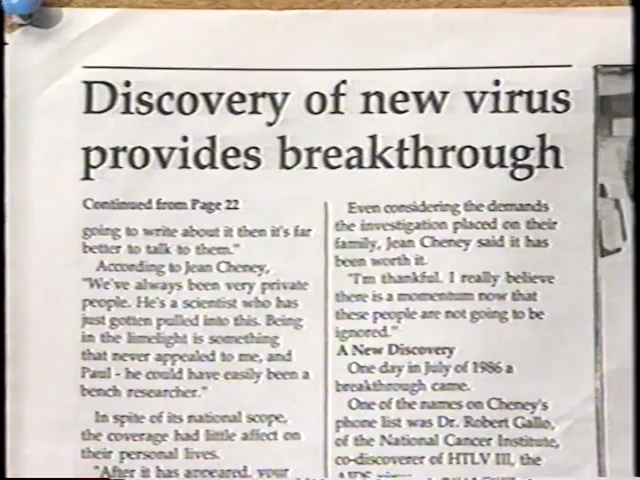 Discovery of new virus
provides breakthrough
Continued from Page 22
going to write about it then it's far
better to talk to them."
According to Jean Cheney,
"We've always been very private
people. He's a scientist who has
just gotten pulled into this. Being
in the limelight is something
that never appealed to me, and
Paul - he could have easily been a
bench researcher."
In spite of its national scope,
the coverage had little affect on
their personal lives.
"After it has appeared, your
Even considering the demands
the investigation placed on their
family, Jean Cheney said it has
been worth it.
"I'm thankful. I really believe
there is a momentum now that
these people are not going to be
ignored."
A New Discovery
One day in July of 1986 a
breakthrough came.
One of the names on Cheney's
phone list was Dr. Robert Gallo,
of the National Cancer Institute,
co-discoverer of HTLV III, the
AIDS virus